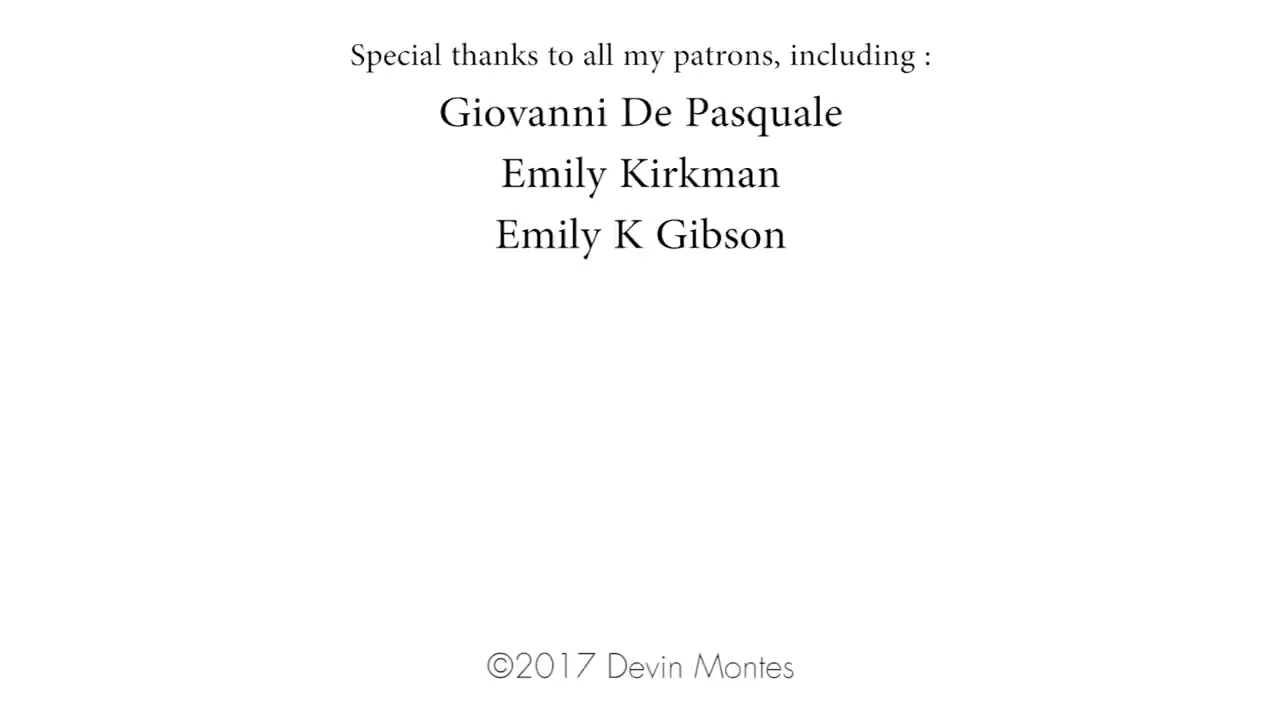 Special thanks to all my patrons, including :
Giovanni De Pasquale
Emily Kirkman
Emily K Gibson
©2017 Devin Montes